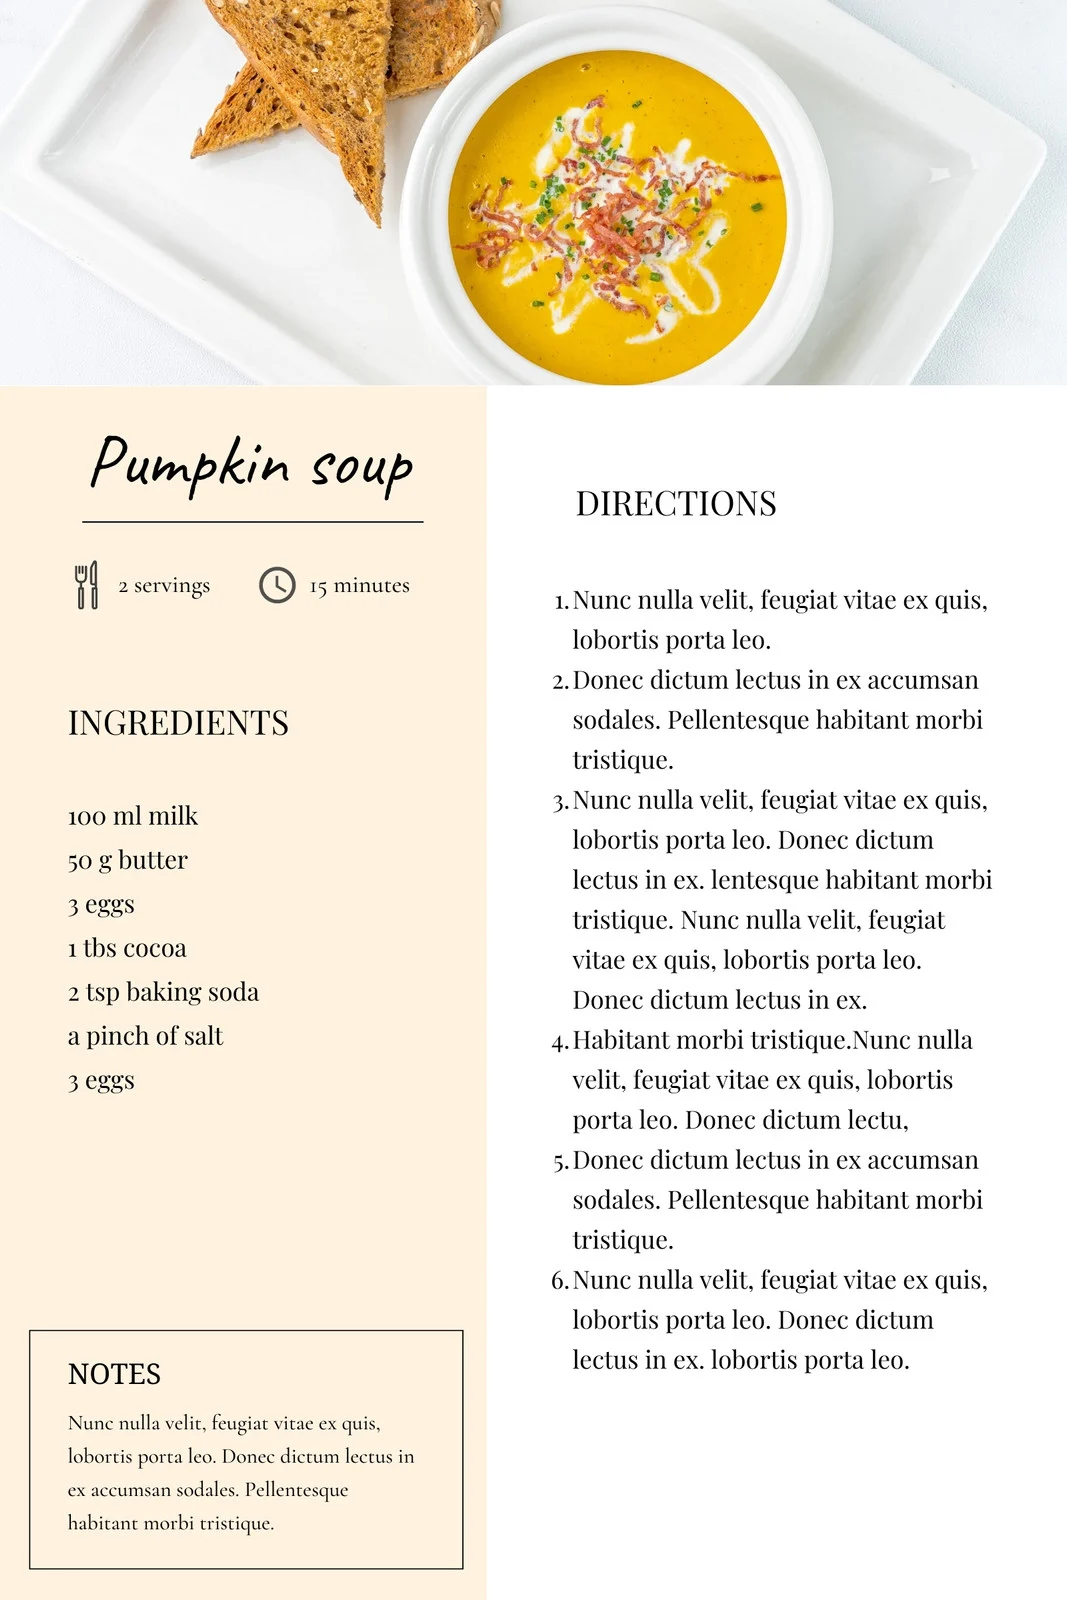 Pumpkin soup
2 servings
15 minutes
INGREDIENTS
100 ml milk
50 g butter
3 eggs
1 tbs cocoa
2 tsp baking soda
a pinch of salt
3 eggs
NOTES
Nunc nulla velit, feugiat vitae ex quis,
lobortis porta leo. Donec dictum lectus in
ex accumsan sodales. Pellentesque
habitant morbi tristique.
DIRECTIONS
1. Nunc nulla velit, feugiat vitae ex quis,
lobortis porta leo.
2. Donec dictum lectus in ex accumsan
sodales. Pellentesque habitant morbi
tristique.
3. Nunc nulla velit, feugiat vitae ex quis,
lobortis porta leo. Donec dictum
lectus in ex. lentesque habitant morbi
tristique. Nunc nulla velit, feugiat
vitae ex quis, lobortis porta leo.
Donec dictum lectus in ex.
4. Habitant morbi tristique.Nunc nulla
velit, feugiat vitae ex quis, lobortis
porta leo. Donec dictum lectu,
5. Donec dictum lectus in ex accumsan
sodales. Pellentesque habitant morbi
tristique.
6. Nunc nulla velit, feugiat vitae ex quis,
lobortis porta leo. Donec dictum
lectus in ex. lobortis porta leo.